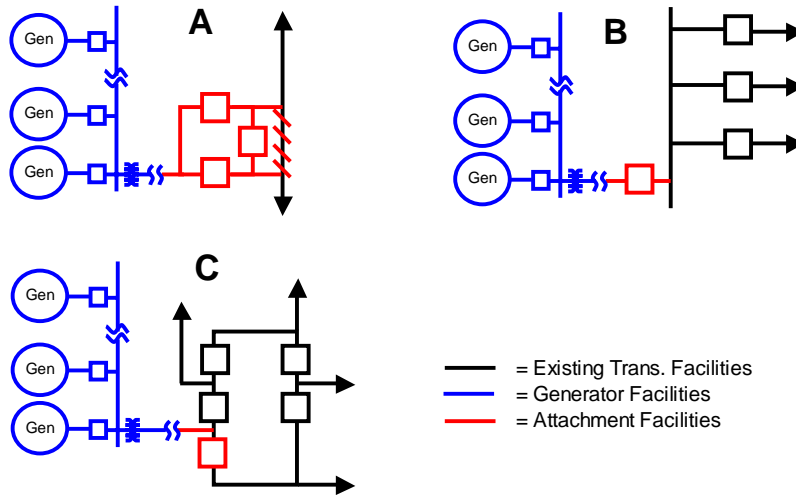 A
Gen
Gen
Gen
B
Gen
Gen
Gen
C
Gen
Gen
Gen
= Existing Trans. Facilities
= Generator Facilities
= Attachment Facilities